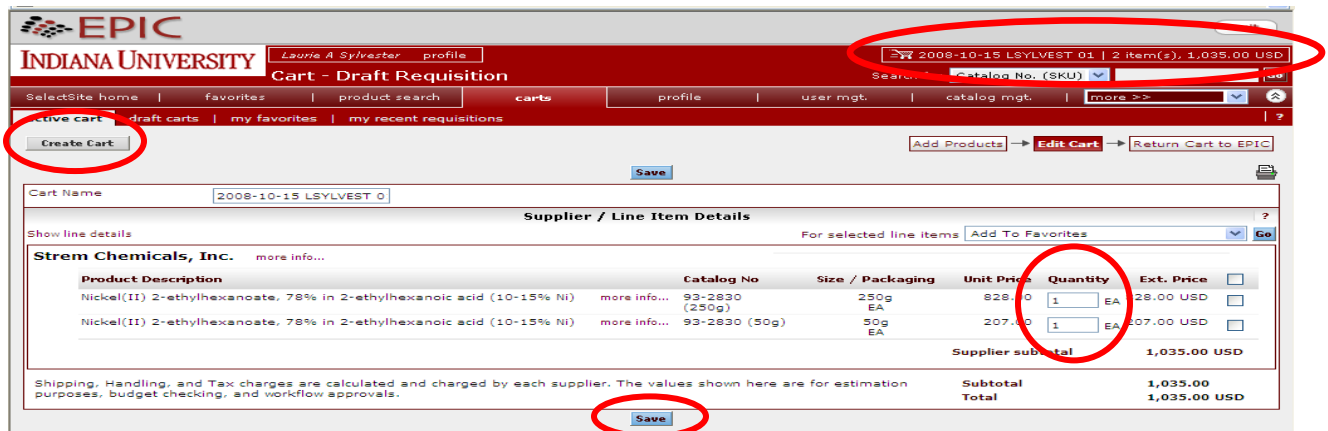 EPIC
INDIANA UNIVERSITY Laurie A Sylvester profile 2008-10-15 LSYLVEST 01 | 2 item(s), 1,035.00 USD
Cart - Draft Requisition Catalog No. (SKU)
SelectSite home | favorites | product search carts profile | user mgt. | catalog mgt. | more >>
active cart draft carts | my favorites | my recent requisitions | ?
Create Cart Add Products Edit Cart Return Cart to EPIC
Save
Cart Name 2008-10-15 LSYLVEST 0
Supplier / Line Item Details ?
Show line details For selected line items Add To Favorites Go
Strem Chemicals, Inc. more info...
Product Description Catalog No Size / Packaging Unit Price Quantity Ext. Price
Nickel(II) 2-ethylhexanoate, 78% in 2-ethylhexanoic acid (10-15% Ni) more info... 93-2830 250g 828.00 1 EA 828.00 USD
(250g) EA
Nickel(II) 2-ethylhexanoate, 78% in 2-ethylhexanoic acid (10-15% Ni) more info... 93-2830 (50g) 50g 207.00 1 EA 207.00 USD
EA
Supplier subtotal 1,035.00 USD
Shipping, Handling, and Tax charges are calculated and charged by each supplier. The values shown here are for estimation Subtotal 1,035.00
purposes, budget checking, and workflow approvals. Total 1,035.00 USD
Save